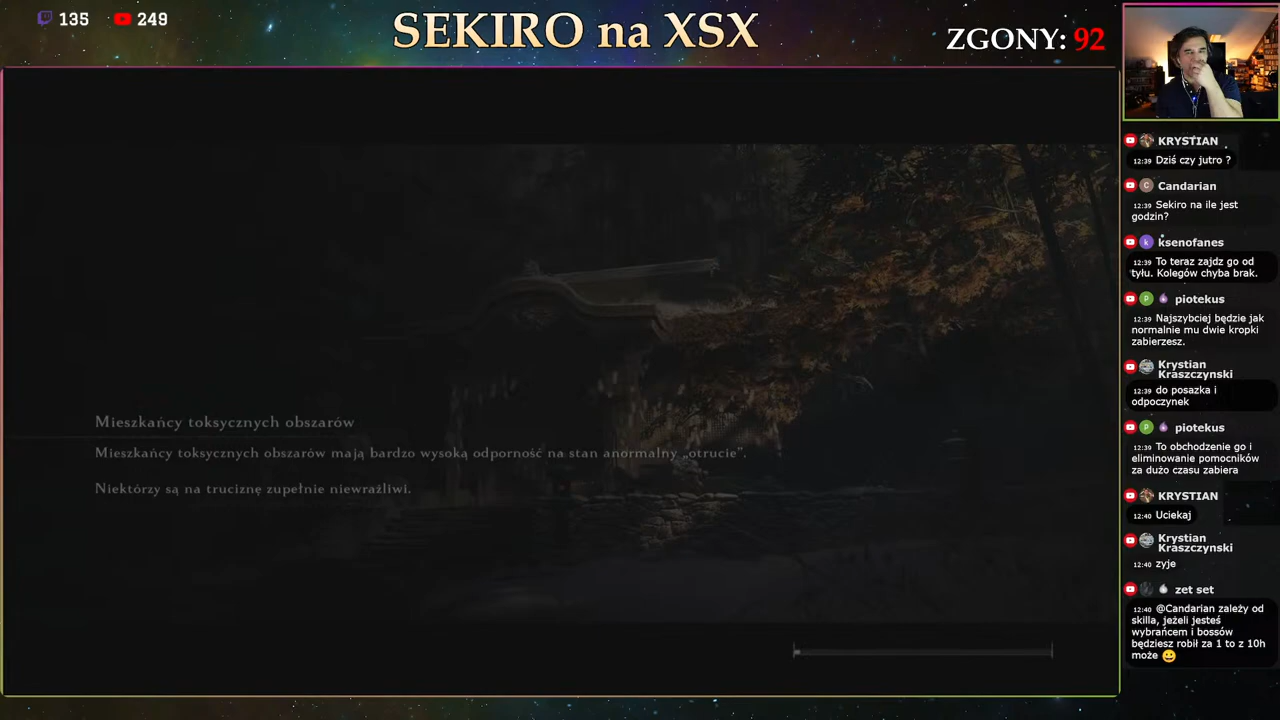 135 249
SEKIRO na XSX
ZGONY: 92
Mieszkańcy toksycznych obszarów
Mieszkańcy toksycznych obszarów mają bardzo wysoką odporność na stan anormalny „otrucie”.
Niektórzy są na truciznę zupełnie niewrażliwi.
KRYSTIAN
12:39 Dziś czy jutro ?
C Candarian
12:39 Sekiro na ile jest
godzin?
k ksenofanes
12:39 To teraz zajdz go od
tyłu. Kolegów chyba brak.
P piotekus
12:39 Najszybciej będzie jak
normalnie mu dwie kropki
zabierzesz.
Krystian
Kraszczynski
12:39 do posazka i
odpoczynek
P piotekus
12:39 To obchodzenie go i
eliminowanie pomocników
za dużo czasu zabiera
KRYSTIAN
12:40 Uciekaj
Krystian
Kraszczynski
12:40 zyje
zet set
12:40 @Candarian zależy od
skilla, jeżeli jesteś
wybrańcem i bossów
będziesz robił za 1 to z 10h
może 😀